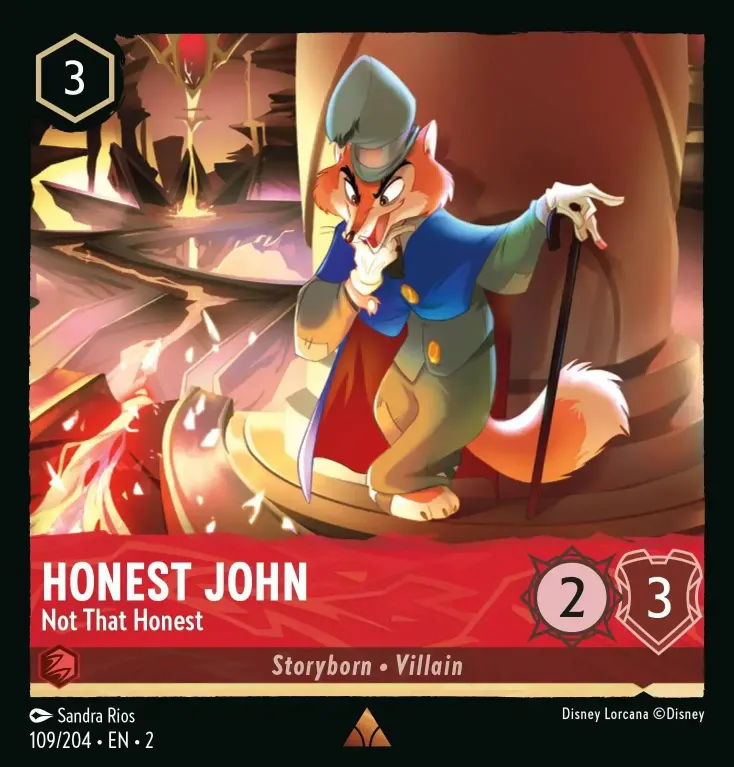 3
HONEST JOHN
Not That Honest
2
3
Storyborn • Villain
Sandra Rios
Disney Lorcana ©Disney
109/204 • EN • 2